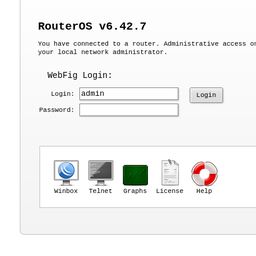 RouterOS v6.42.7
You have connected to a router. Administrative access on
your local network administrator.
WebFig Login:
Login: admin
Login
Password:
Winbox Telnet Graphs License Help